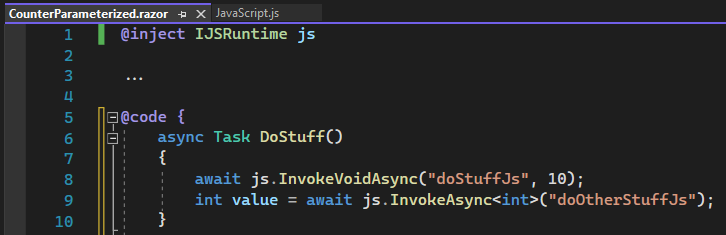 CounterParameterized.razor JavaScript.js
1 @inject IJSRuntime js
2
3 ...
4
5 @code {
6 async Task DoStuff()
7 {
8 await js.InvokeVoidAsync("doStuffJs", 10);
9 int value = await js.InvokeAsync<int>("doOtherStuffJs");
10 }